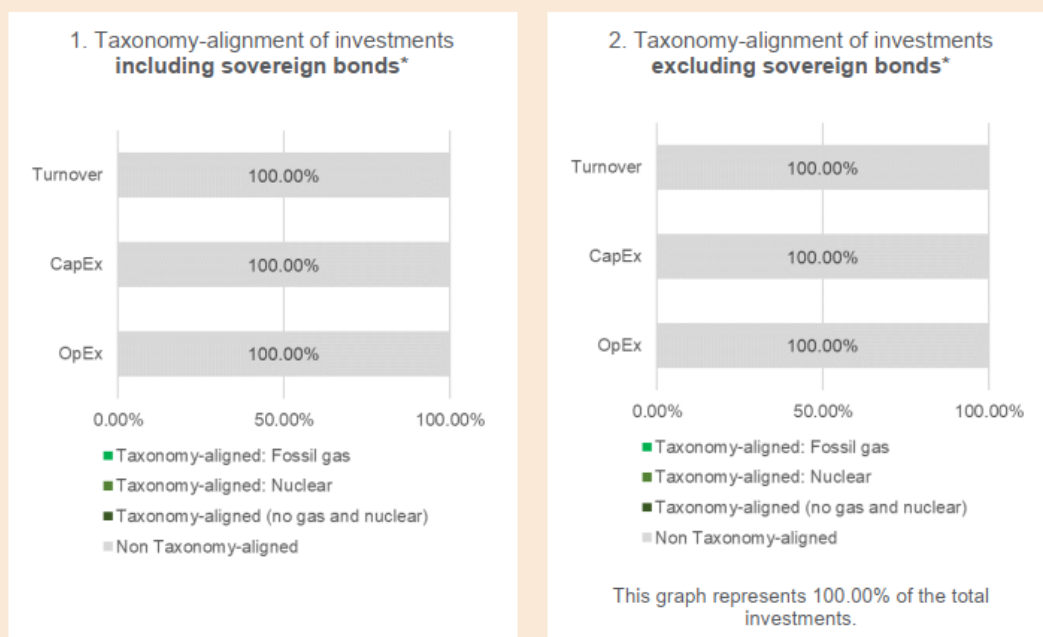 1. Taxonomy-alignment of investments
including sovereign bonds*
Turnover
100.00%
CapEx
100.00%
OpEx
100.00%
0.00% 50.00% 100.00%
Taxonomy-aligned: Fossil gas
Taxonomy-aligned: Nuclear
Taxonomy-aligned (no gas and nuclear)
Non Taxonomy-aligned
2. Taxonomy-alignment of investments
excluding sovereign bonds*
Turnover
100.00%
CapEx
100.00%
OpEx
100.00%
0.00% 50.00% 100.00%
Taxonomy-aligned: Fossil gas
Taxonomy-aligned: Nuclear
Taxonomy-aligned (no gas and nuclear)
Non Taxonomy-aligned
This graph represents 100.00% of the total
investments.